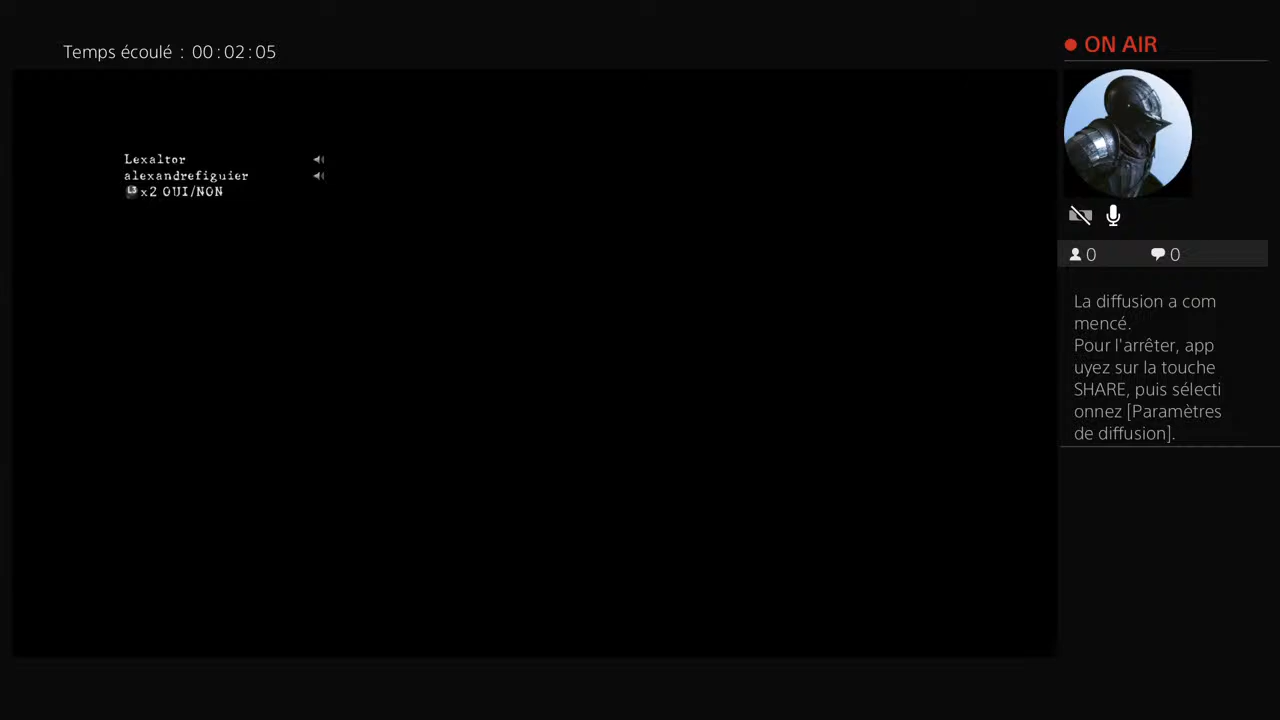 Temps écoulé : 00:02:05
ON AIR
Lexaltor
alexandrefiguier
L3 x2 OUI/NON
0 0
La diffusion a com
mencé.
Pour l'arrêter, app
uyez sur la touche
SHARE, puis sélecti
onnez [Paramètres
de diffusion].